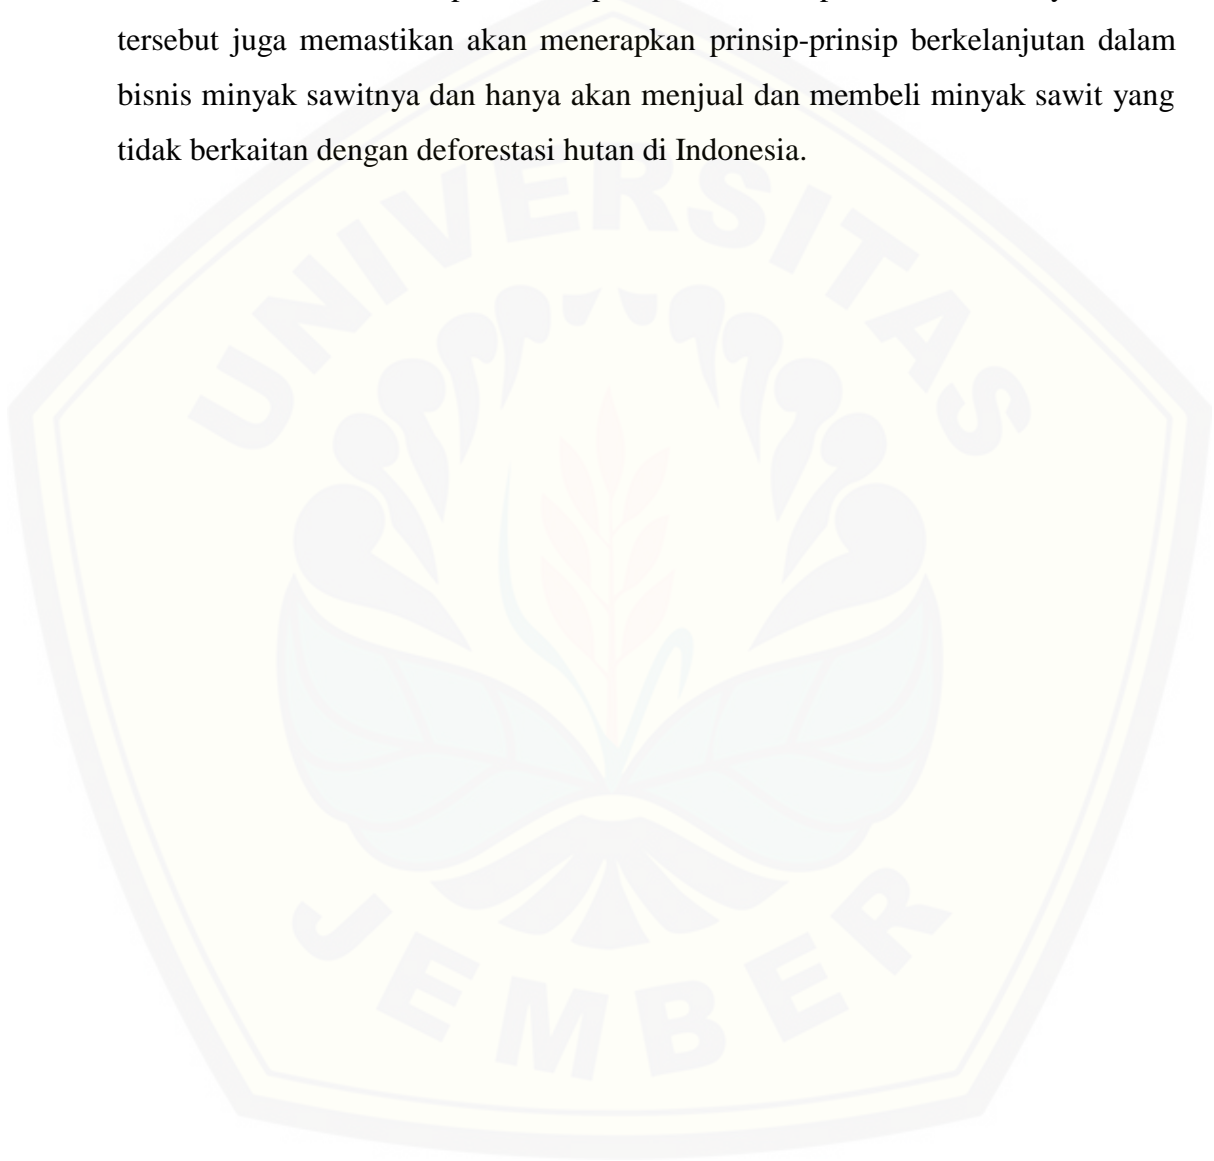 tersebut juga memastikan akan menerapkan prinsip-prinsip berkelanjutan dalam
bisnis minyak sawitnya dan hanya akan menjual dan membeli minyak sawit yang
tidak berkaitan dengan deforestasi hutan di Indonesia.
UNIVERSITAS
JEMBER